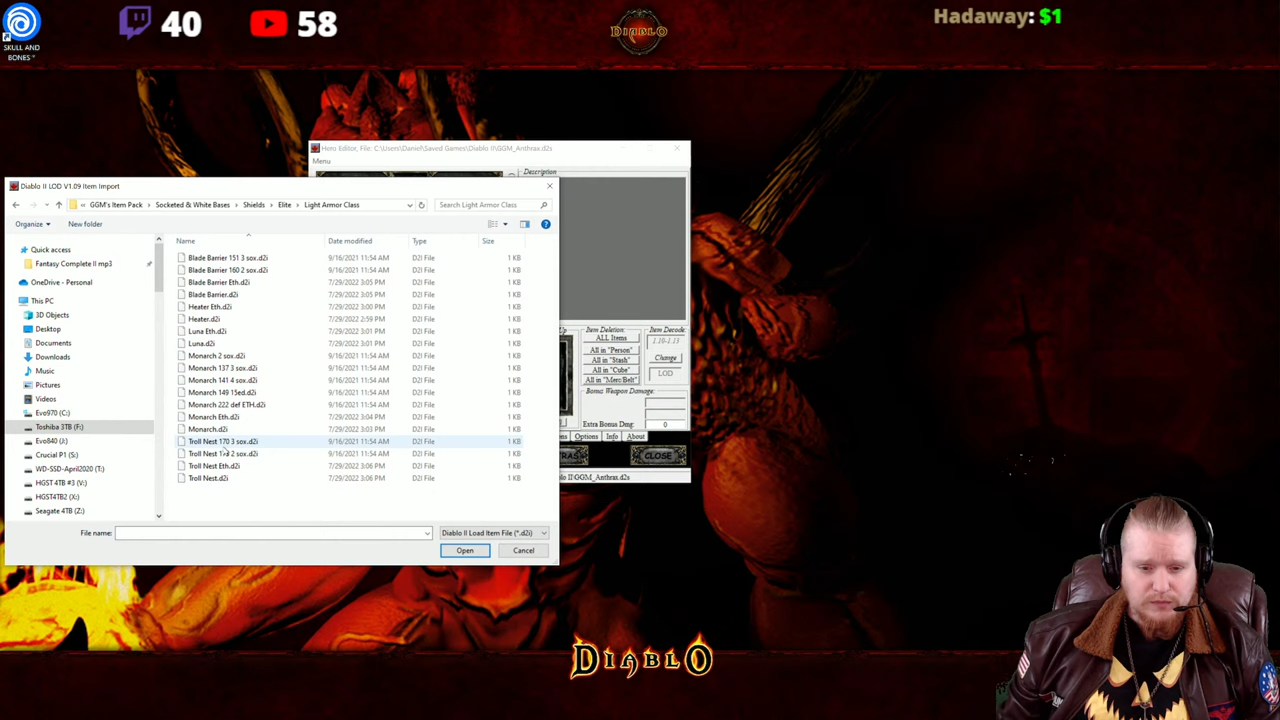 40
58
Hadaway: $1
SKULL AND
BONES
DIABLO
Hero Editor, File: C:\Users\Daniel\Saved Games\Diablo II\GGM_Anthrax.d2s
Menu
Description
Diablo II LOD V1.09 Item Import
GGM's Item Pack > Socketed & White Bases > Shields > Elite > Light Armor Class
Search Light Armor Class
Organize
New folder
Name
Date modified
Type
Size
Quick access
Fantasy Complete II mp3
OneDrive - Personal
This PC
3D Objects
Desktop
Documents
Downloads
Music
Pictures
Videos
Evo970 (C:)
Toshiba 3TB (F:)
Evo840 (J:)
Crucial P1 (S:)
WD-SSD-April2020 (T:)
HGST 4TB #3 (V:)
HGST4TB2 (X:)
Seagate 4TB (Z:)
Blade Barrier 151 3 sox.d2i 9/16/2021 11:54 AM D2I File 1 KB
Blade Barrier 160 2 sox.d2i 9/16/2021 11:54 AM D2I File 1 KB
Blade Barrier Eth.d2i 7/29/2022 3:05 PM D2I File 1 KB
Blade Barrier.d2i 7/29/2022 3:05 PM D2I File 1 KB
Heater Eth.d2i 7/29/2022 3:00 PM D2I File 1 KB
Heater.d2i 7/29/2022 2:59 PM D2I File 1 KB
Luna Eth.d2i 7/29/2022 3:01 PM D2I File 1 KB
Luna.d2i 7/29/2022 3:01 PM D2I File 1 KB
Monarch 2 sox.d2i 9/16/2021 11:54 AM D2I File 1 KB
Monarch 137 3 sox.d2i 9/16/2021 11:54 AM D2I File 1 KB
Monarch 141 4 sox.d2i 9/16/2021 11:54 AM D2I File 1 KB
Monarch 149 15ed.d2i 9/16/2021 11:54 AM D2I File 1 KB
Monarch 222 def ETH.d2i 9/16/2021 11:54 AM D2I File 1 KB
Monarch Eth.d2i 7/29/2022 3:04 PM D2I File 1 KB
Monarch.d2i 7/29/2022 3:03 PM D2I File 1 KB
Troll Nest 170 3 sox.d2i 9/16/2021 11:54 AM D2I File 1 KB
Troll Nest 2 sox.d2i 9/16/2021 11:54 AM D2I File 1 KB
Troll Nest Eth.d2i 7/29/2022 3:06 PM D2I File 1 KB
Troll Nest.d2i 7/29/2022 3:06 PM D2I File 1 KB
File name:
Diablo II Load Item File (*.d2i)
Open
Cancel
Up
Item Deletion:
ALL Items
All in "Person"
All in "Stash"
All in "Cube"
All in "Merc/Belt"
Item Decode:
1.10-1.13
Change
LOD
Bonus Weapon Damage:
Extra Bonus Dmg:
0
Options
Info
About
CLOSE
II\GGM_Anthrax.d2s
DIABLO